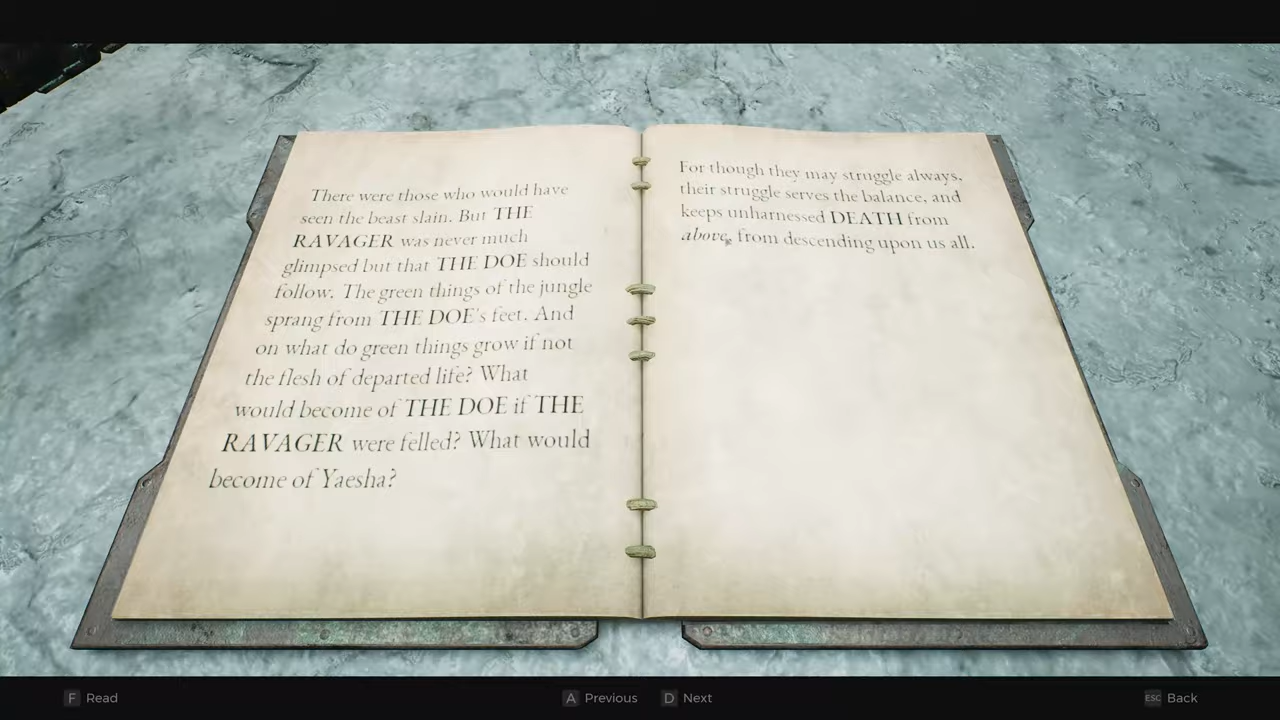 There were those who would have
seen the beast slain. But THE
RAVAGER was never much
glimpsed but that THE DOE should
follow. The green things of the jungle
sprang from THE DOE's feet. And
on what do green things grow if not
the flesh of departed life? What
would become of THE DOE if THE
RAVAGER were felled? What would
become of Yaesha?
For though they may struggle always,
their struggle serves the balance, and
keeps unharnessed DEATH from
above, from descending upon us all.
F Read
A Previous D Next
ESC Back